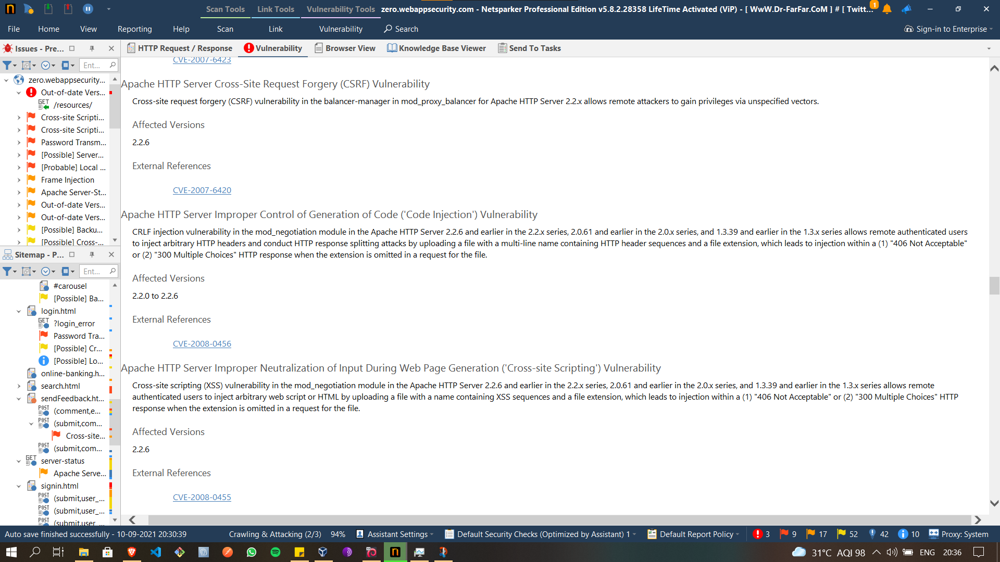 Scan Tools
Link Tools
Vulnerability Tools
zero.webappsecurity.com - Netsparker Professional Edition v5.8.2.28358 LifeTime Activated (ViP) - [ WwW.Dr-FarFar.CoM ] # [ Twitt...
1
File
Home
View
Reporting
Help
Scan
Link
Vulnerability
Search
Sign-in to Enterprise
Issues - Pre...
HTTP Request / Response
Vulnerability
Browser View
Knowledge Base Viewer
Send To Tasks
Ent...
zero.webappsecurity...
Out-of-date Vers...
GET
/resources/
Cross-site Scripti...
Cross-site Scripti...
Password Transm...
[Possible] Server...
[Probable] Local ...
Frame Injection
Apache Server-St...
Out-of-date Vers...
Out-of-date Vers...
[Possible] Backu...
[Possible] Cross-...
Sitemap - P...
Ent...
#carousel
[Possible] Ba...
login.html
GET
?login_error
Password Tra...
[Possible] Cr...
[Possible] Lo...
online-banking.h...
search.html
sendFeedback.ht...
POST
(comment,e...
POST
(submit,com...
Cross-site...
POST
(submit,com...
GET
server-status
Apache Serve...
signin.html
POST
(submit,user_...
POST
(submit,user_...
POST
(submit,user_...
CVE-2007-6423
Apache HTTP Server Cross-Site Request Forgery (CSRF) Vulnerability
Cross-site request forgery (CSRF) vulnerability in the balancer-manager in mod_proxy_balancer for Apache HTTP Server 2.2.x allows remote attackers to gain privileges via unspecified vectors.
Affected Versions
2.2.6
External References
CVE-2007-6420
Apache HTTP Server Improper Control of Generation of Code ('Code Injection') Vulnerability
CRLF injection vulnerability in the mod_negotiation module in the Apache HTTP Server 2.2.6 and earlier in the 2.2.x series, 2.0.61 and earlier in the 2.0.x series, and 1.3.39 and earlier in the 1.3.x series allows remote authenticated users
to inject arbitrary HTTP headers and conduct HTTP response splitting attacks by uploading a file with a multi-line name containing HTTP header sequences and a file extension, which leads to injection within a (1) "406 Not Acceptable"
or (2) "300 Multiple Choices" HTTP response when the extension is omitted in a request for the file.
Affected Versions
2.2.0 to 2.2.6
External References
CVE-2008-0456
Apache HTTP Server Improper Neutralization of Input During Web Page Generation ('Cross-site Scripting') Vulnerability
Cross-site scripting (XSS) vulnerability in the mod_negotiation module in the Apache HTTP Server 2.2.6 and earlier in the 2.2.x series, 2.0.61 and earlier in the 2.0.x series, and 1.3.39 and earlier in the 1.3.x series allows remote
authenticated users to inject arbitrary web script or HTML by uploading a file with a name containing XSS sequences and a file extension, which leads to injection within a (1) "406 Not Acceptable" or (2) "300 Multiple Choices" HTTP
response when the extension is omitted in a request for the file.
Affected Versions
2.2.6
External References
CVE-2008-0455
Auto save finished successfully - 10-09-2021 20:30:39
Crawling & Attacking (2/3)
94%
Assistant Settings
Default Security Checks (Optimized by Assistant) 1
Default Report Policy
3
9
17
52
42
10
Proxy: System
31°C AQI 98
ENG
20:36